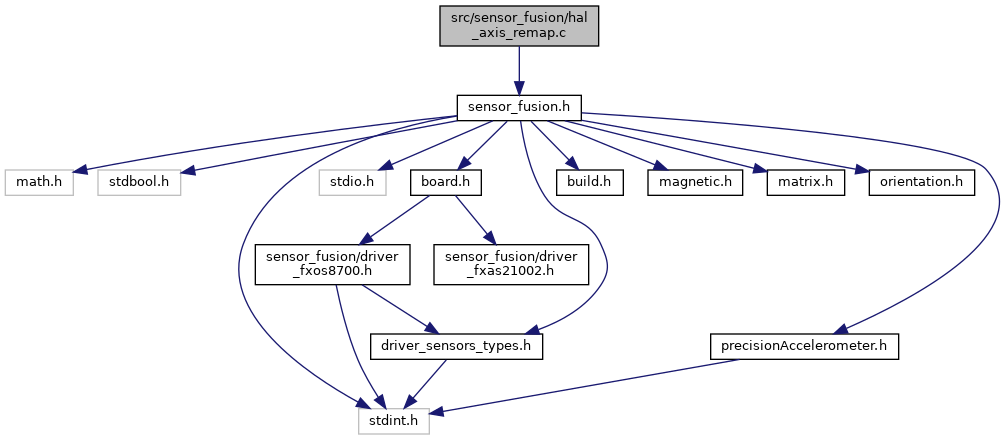 src/sensor_fusion/hal
_axis_remap.c
sensor_fusion.h
math.h
stdbool.h
stdio.h
board.h
build.h
magnetic.h
matrix.h
orientation.h
sensor_fusion/driver
_fxos8700.h
sensor_fusion/driver
_fxas21002.h
driver_sensors_types.h
precisionAccelerometer.h
stdint.h